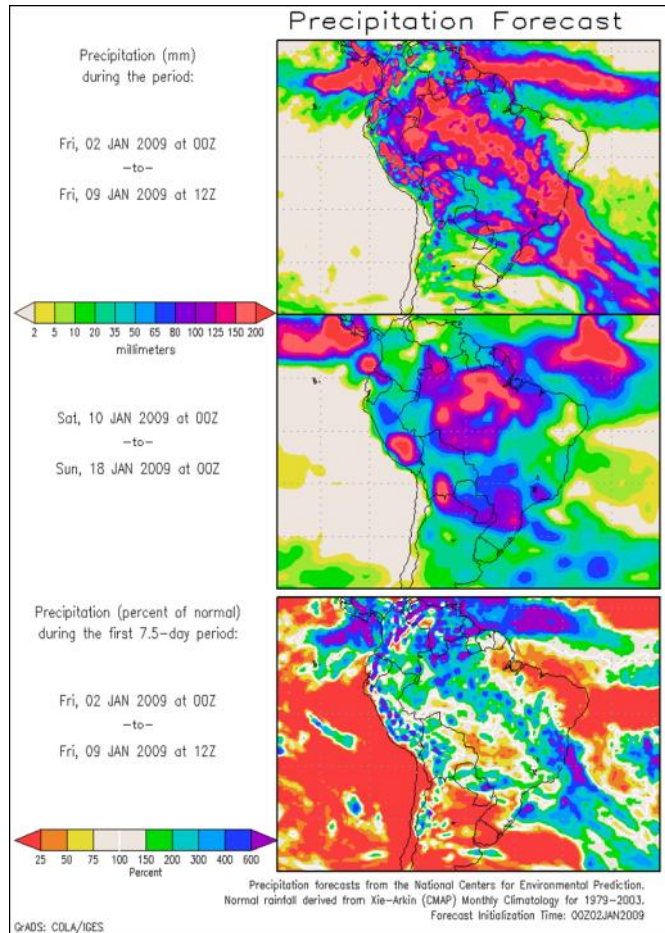 Precipitation Forecast
Precipitation (mm)
during the period:
Fri, 02 JAN 2009 at 00Z
-to-
Fri, 09 JAN 2009 at 12Z
2 5 10 20 35 50 65 80 100 125 150 200
millimeters
Sat, 10 JAN 2009 at 00Z
-to-
Sun, 18 JAN 2009 at 00Z
Precipitation (percent of normal)
during the first 7.5-day period:
Fri, 02 JAN 2009 at 00Z
-to-
Fri, 09 JAN 2009 at 12Z
25 50 75 100 150 200 300 400 600
Percent
Precipitation forecasts from the National Centers for Environmental Prediction.
Normal rainfall derived from Xie-Arkin (CMAP) Monthly Climatology for 1979-2003.
Forecast Initialization Time: 00Z02JAN2009
GrADS: COLA/IGES